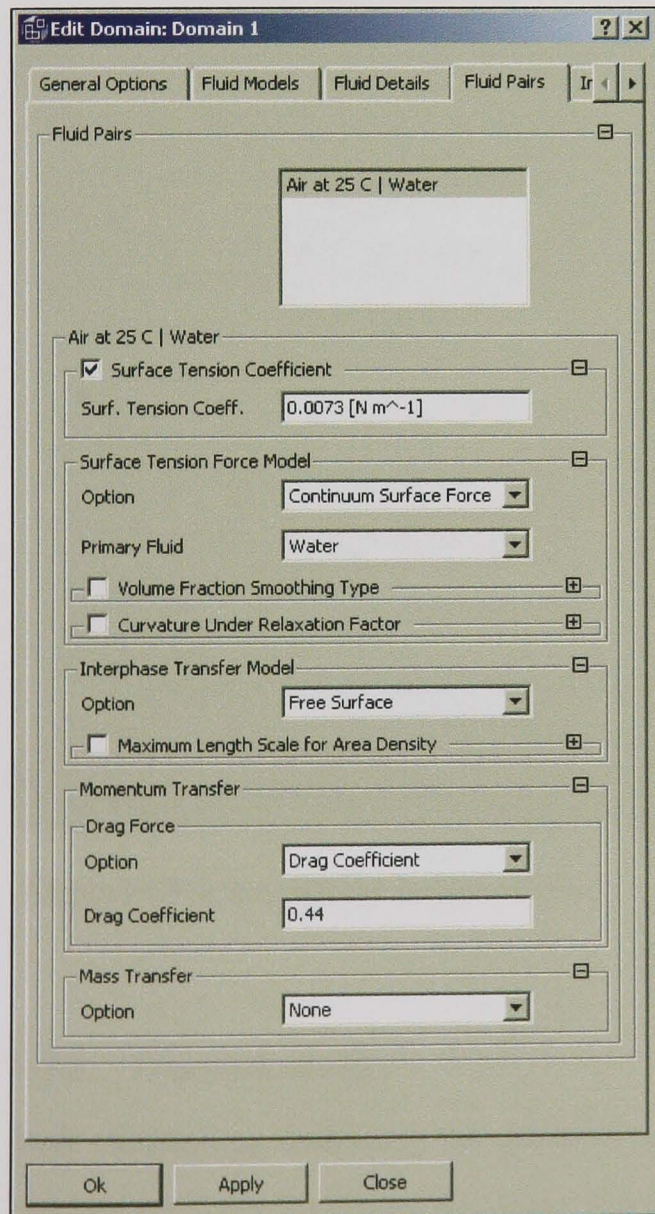 Edit Domain: Domain 1
General Options Fluid Models Fluid Details Fluid Pairs
Fluid Pairs
Air at 25 C | Water
Air at 25 C | Water
Surface Tension Coefficient
Surf. Tension Coeff. 0.0073 [N m^-1]
Surface Tension Force Model
Option Continuum Surface Force
Primary Fluid Water
Volume Fraction Smoothing Type
Curvature Under Relaxation Factor
Interphase Transfer Model
Option Free Surface
Maximum Length Scale for Area Density
Momentum Transfer
Drag Force
Option Drag Coefficient
Drag Coefficient 0.44
Mass Transfer
Option None
Ok Apply Close